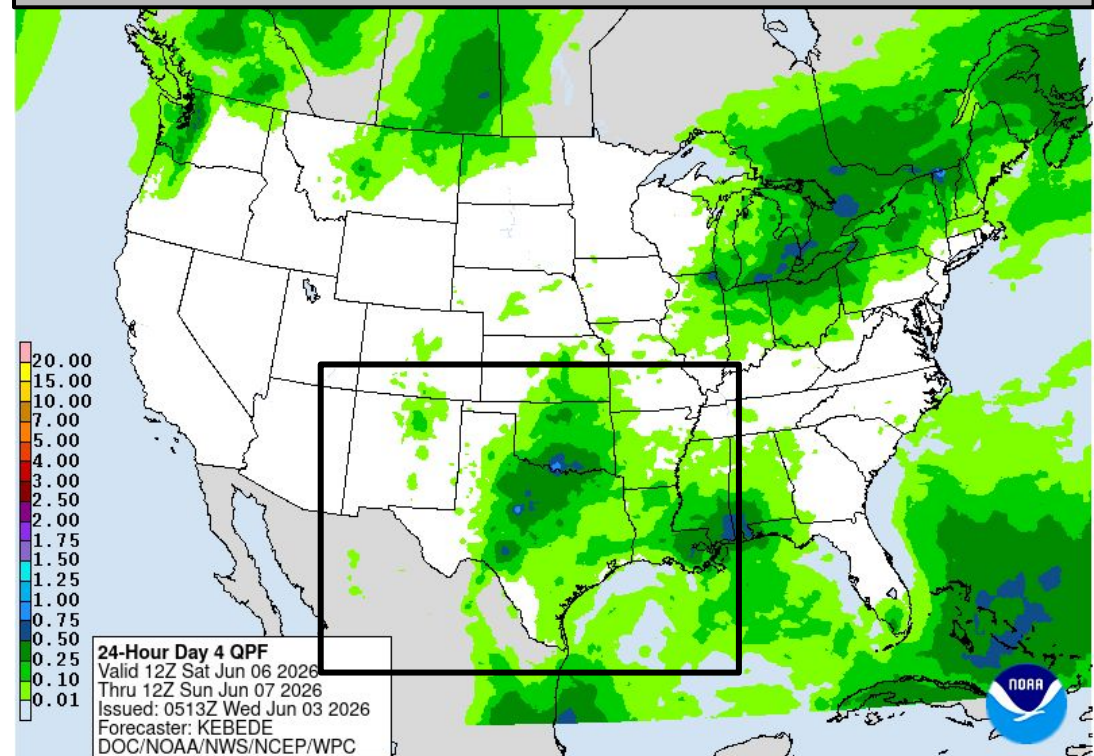 20.00
15.00
10.00
7.00
5.00
4.00
3.00
2.50
2.00
1.75
1.50
1.25
1.00
0.75
0.50
0.25
0.10
0.01
24-Hour Day 4 QPF
Valid 12Z Sat Jun 06 2026
Thru 12Z Sun Jun 07 2026
Issued: 0513Z Wed Jun 03 2026
Forecaster: KEBEDE
DOC/NOAA/NWS/NCEP/WPC
NOAA